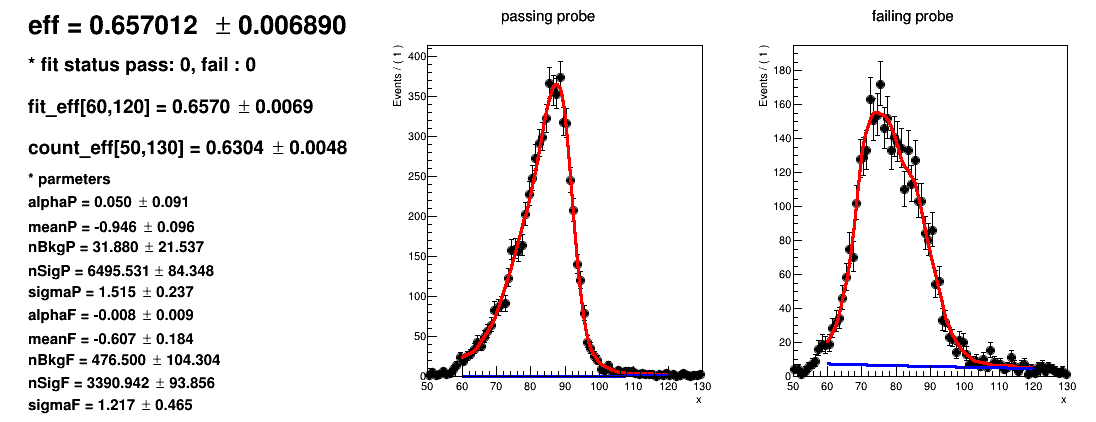 eff = 0.657012 ± 0.006890
* fit status pass: 0, fail : 0
fit_eff[60,120] = 0.6570 ± 0.0069
count_eff[50,130] = 0.6304 ± 0.0048
* parmeters
alphaP = 0.050 ± 0.091
meanP = -0.946 ± 0.096
nBkgP = 31.880 ± 21.537
nSigP = 6495.531 ± 84.348
sigmaP = 1.515 ± 0.237
alphaF = -0.008 ± 0.009
meanF = -0.607 ± 0.184
nBkgF = 476.500 ± 104.304
nSigF = 3390.942 ± 93.856
sigmaF = 1.217 ± 0.465
passing probe
Events / ( 1 )
400
350
300
250
200
150
100
50
0
50 60 70 80 90 100 110 120 130
x
failing probe
Events / ( 1 )
180
160
140
120
100
80
60
40
20
0
50 60 70 80 90 100 110 120 130
x